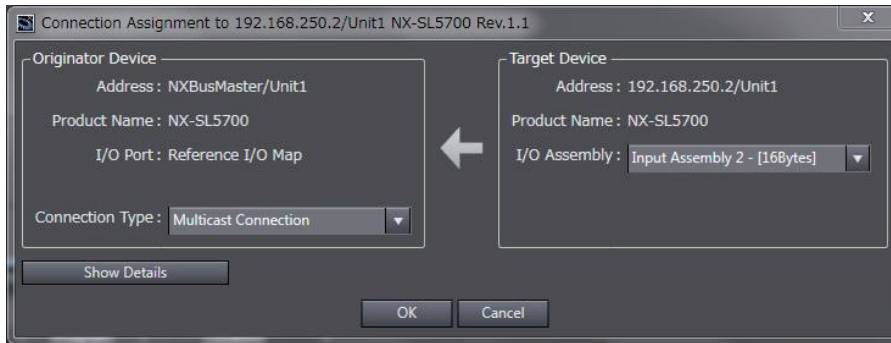 Connection Assignment to 192.168.250.2/Unit1 NX-SL5700 Rev.1.1
x
Originator Device
Address : NXBusMaster/Unit1
Product Name : NX-SL5700
I/O Port : Reference I/O Map
Connection Type : Multicast Connection
Target Device
Address : 192.168.250.2/Unit1
Product Name : NX-SL5700
I/O Assembly : Input Assembly 2 - [16Bytes]
Show Details
OK
Cancel